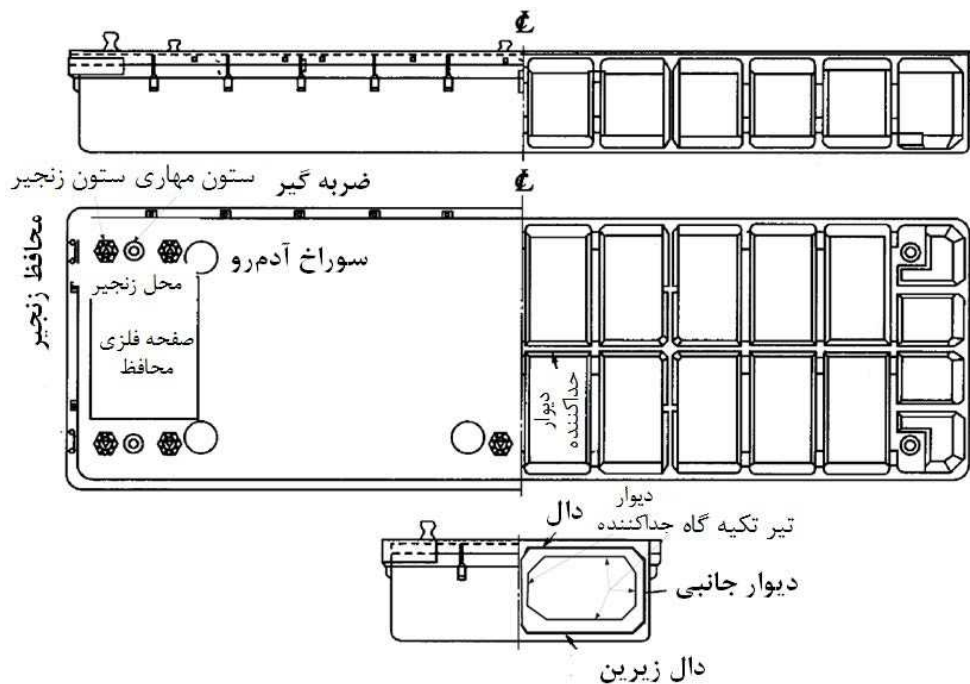 ℄
ستون مهاری ستون زنجیر
ضربه گیر
℄
محافظ زنجیر
سوراخ آدم‌رو
محل زنجیر
صفحه فلزی
محافظ
دیوار
جداکننده
دال
دیوار
جداکننده
تیر تکیه گاه
دیوار جانبی
دال زیرین